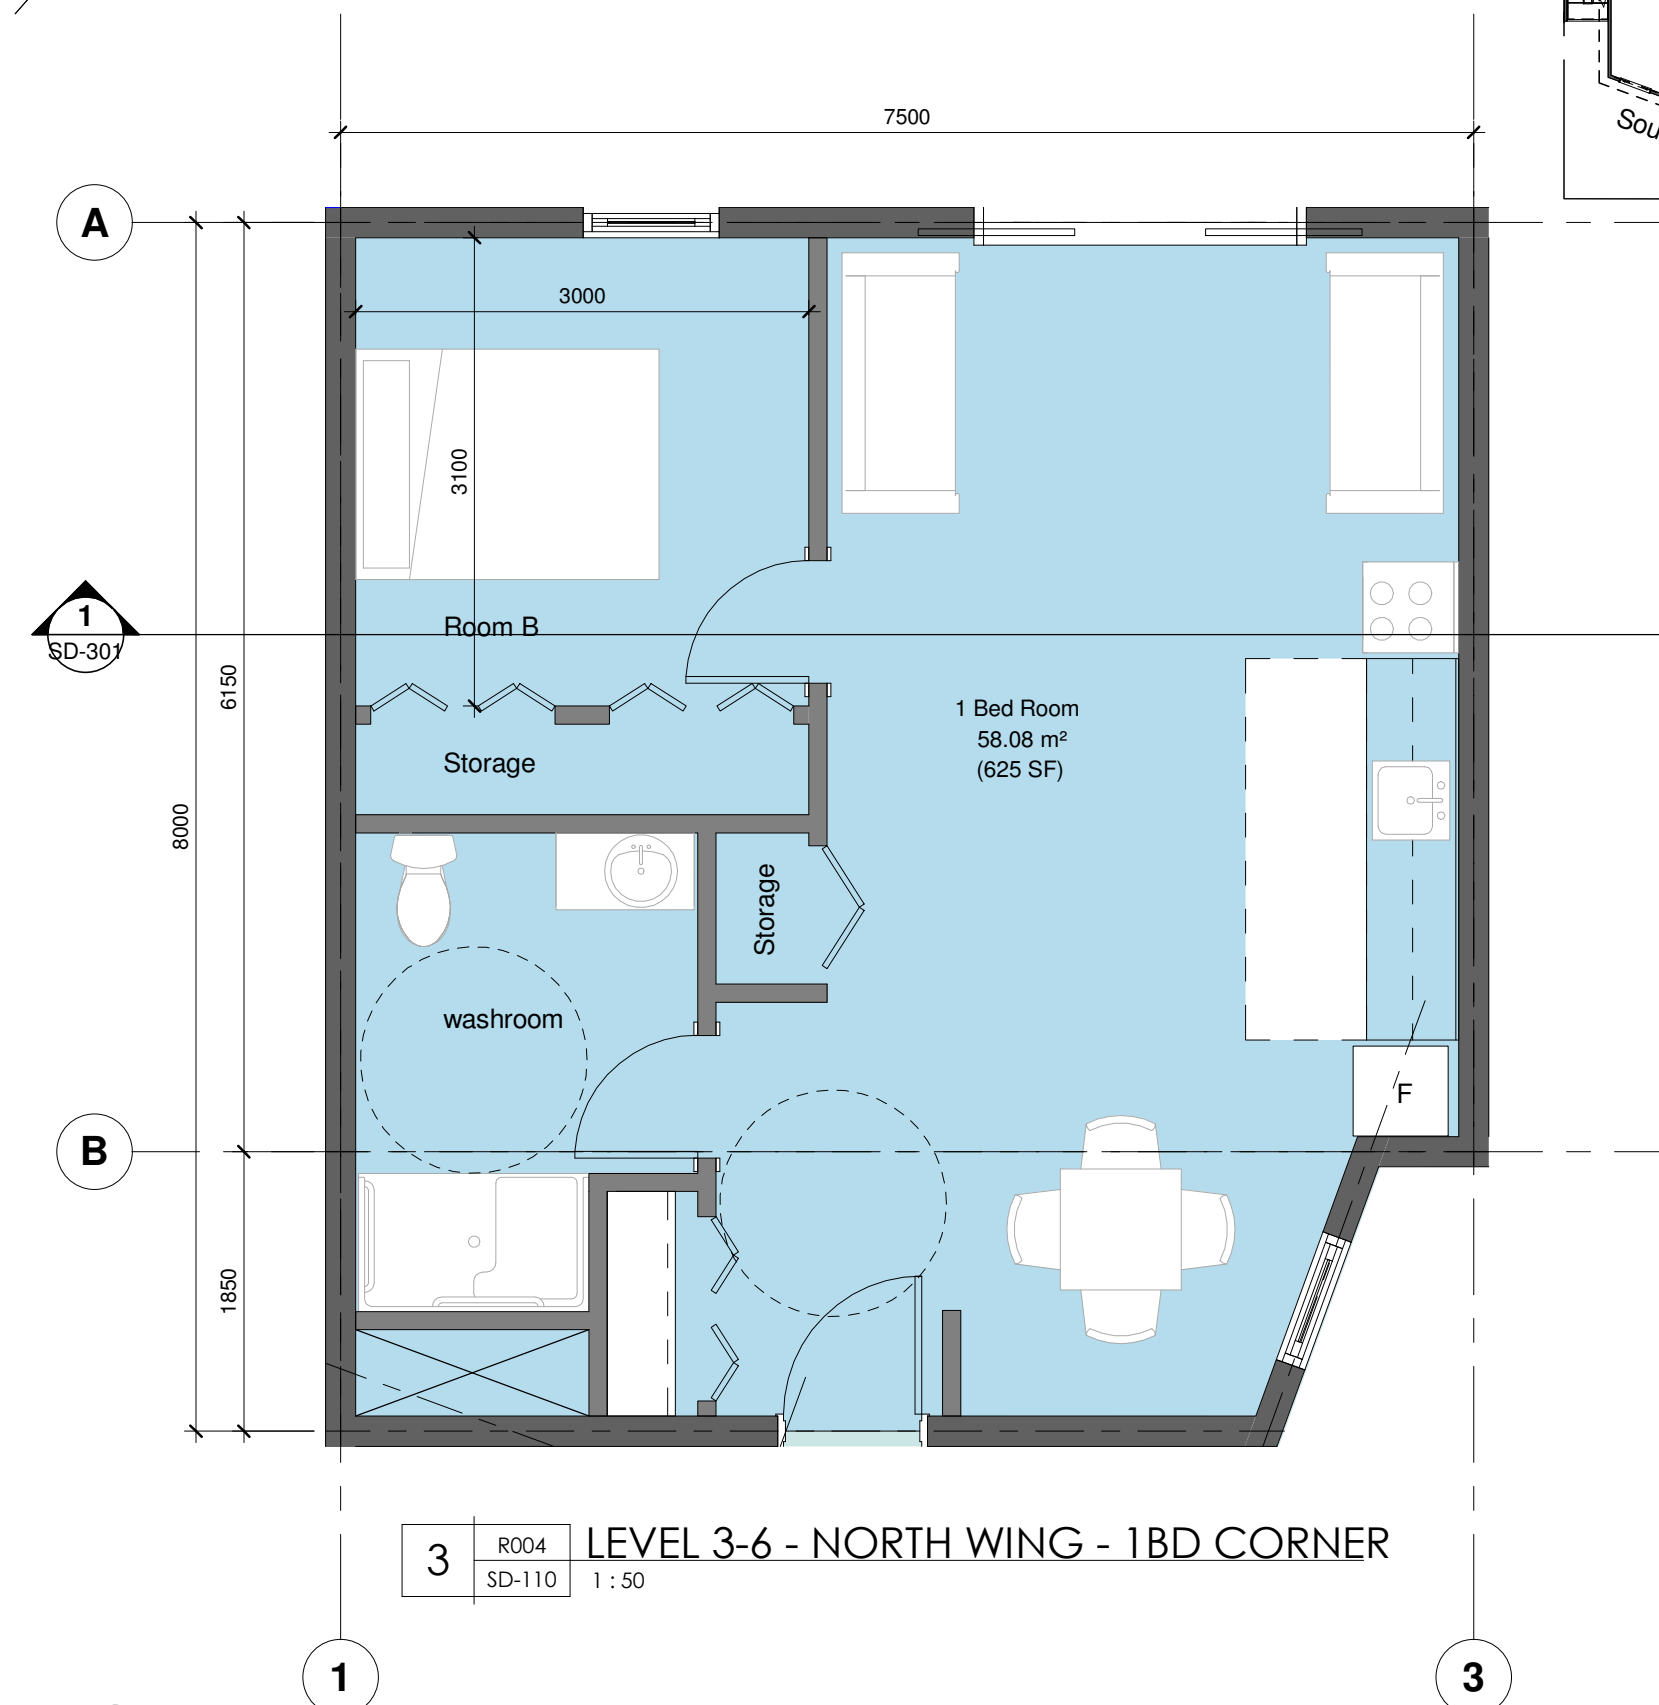 7500
Sou
A
3000
3100
1
SD-301
Room B
6150
1 Bed Room
58.08 m²
(625 SF)
Storage
8000
Storage
washroom
F
B
1850
3
R004
SD-110
LEVEL 3-6 - NORTH WING - 1BD CORNER
1 : 50
1
3